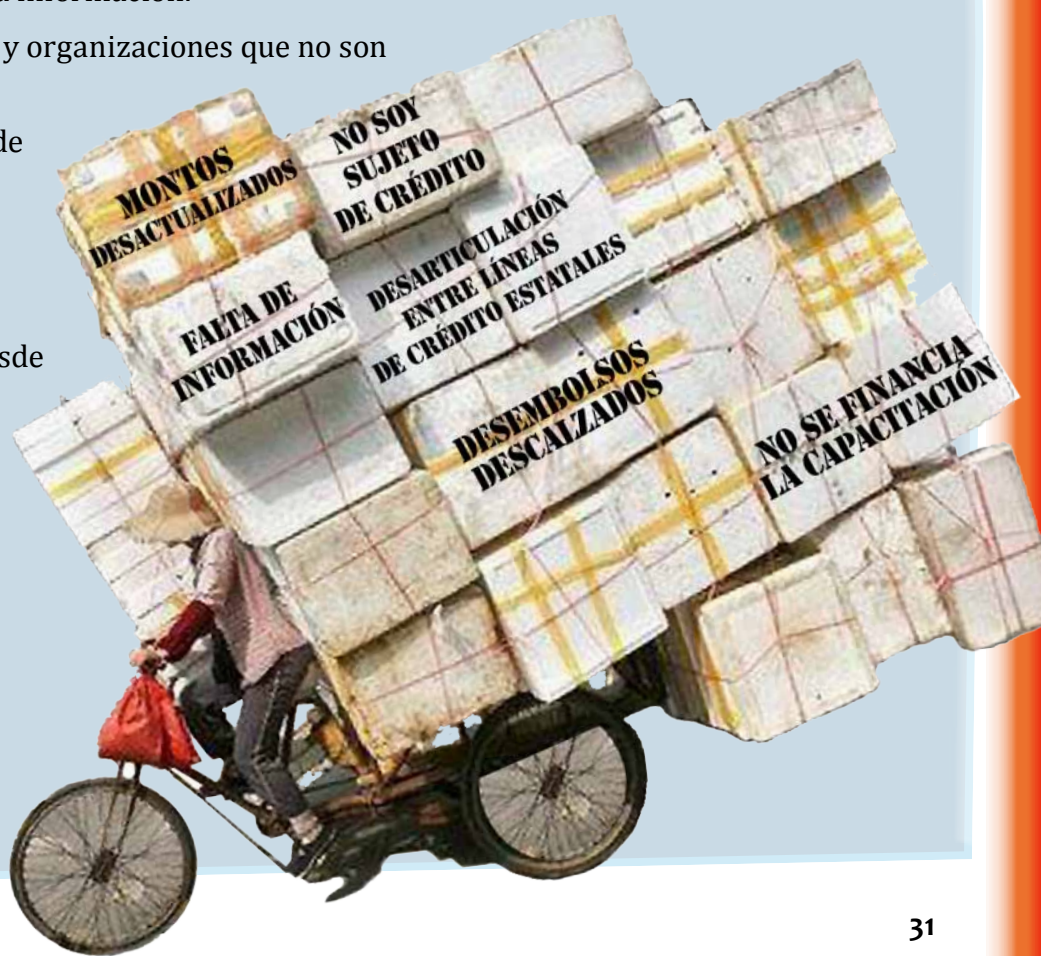 información.
y organizaciones que no son
de
sde
MONTOS
DESACTUALIZADOS
NO SOY
SUJETO
DE CRÉDITO
FALTA DE
INFORMACIÓN
DESARTICULACIÓN
ENTRE LÍNEAS
DE CRÉDITO ESTATALES
DESEMBOLSOS
DESCALZADOS
NO SE FINANCIA
LA CAPACITACIÓN
31